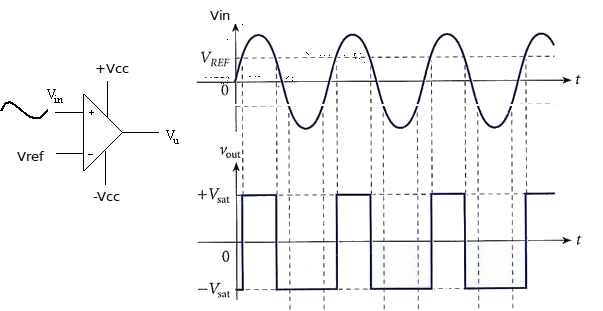 +Vcc
Vin
+
Vu
Vref
-
-Vcc
Vin
VREF
0
t
vout
+Vsat
0
t
−Vsat